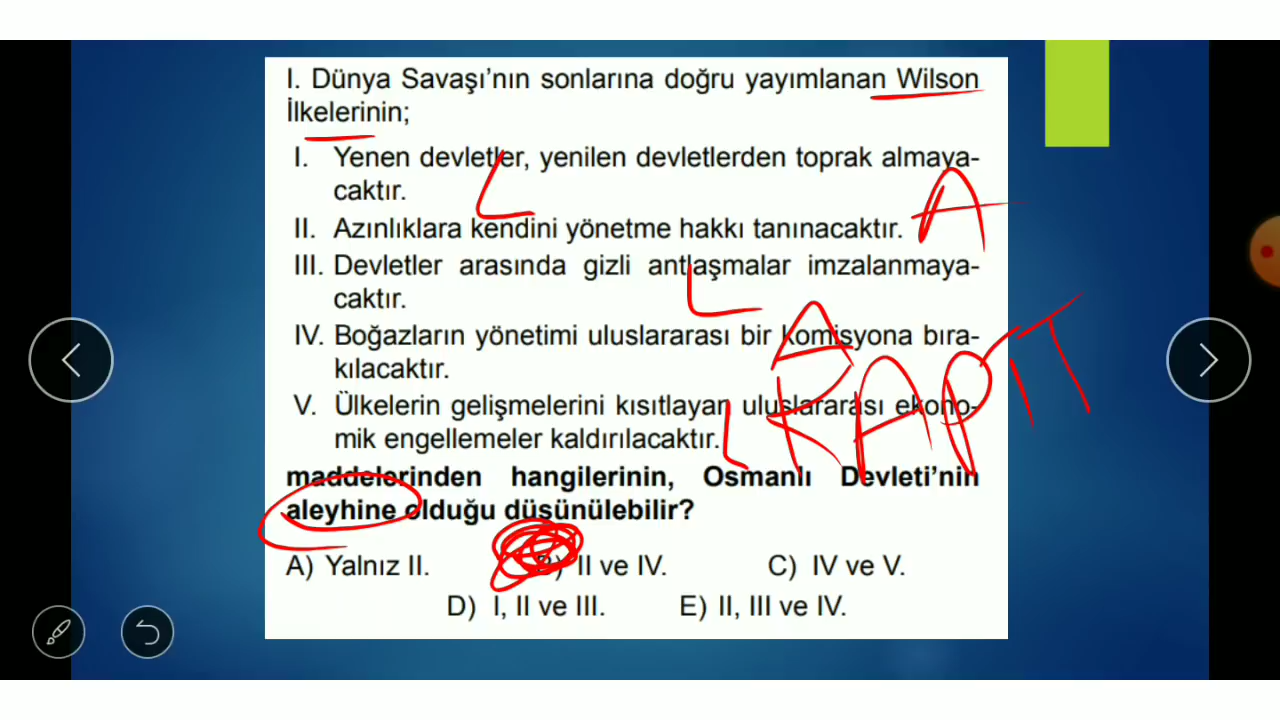 I. Dünya Savaşı'nın sonlarına doğru yayımlanan Wilson
İlkelerinin;
I. Yenen devletler, yenilen devletlerden toprak almaya-
caktır.
L
II. Azınlıklara kendini yönetme hakkı tanınacaktır. A
III. Devletler arasında gizli antlaşmalar imzalanmaya-
caktır. L
IV. Boğazların yönetimi uluslararası bir komisyona bıra-
kılacaktır. A
V. Ülkelerin gelişmelerini kısıtlayan uluslararası ekono-
mik engellemeler kaldırılacaktır. L
maddelerinden hangilerinin, Osmanlı Devleti'nin
aleyhine olduğu düşünülebilir?
A) Yalnız II. B) II ve IV. C) IV ve V.
D) I, II ve III. E) II, III ve IV.